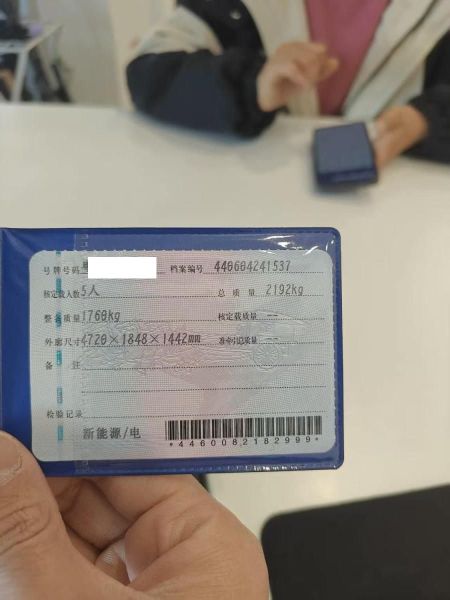 号牌号码 档案编号 440604241537
核定载人数 5人 总 质 量 2192kg
整备质量 1760kg 核定载质量 --
外廓尺寸 4720×1848×1442mm 准牵引总质量 --
备 注
检验记录
新能源/电
*4460082182999*